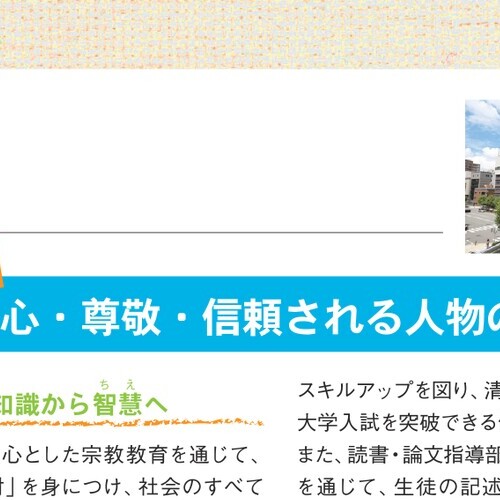 心・尊敬・信頼される人物の
知識から智慧へ
ちえ
心とした宗教教育を通じて、
」を身につけ、社会のすべて
スキルアップを図り、清
大学入試を突破できる
また、読書・論文指導部
を通じて、生徒の記述